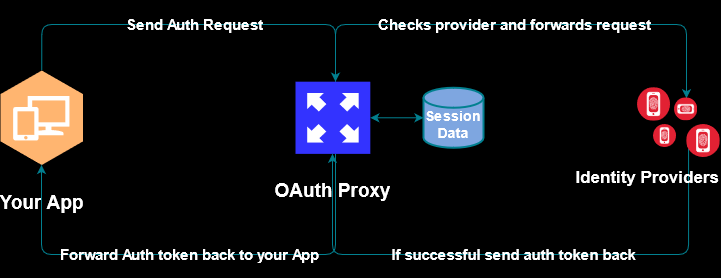 Send Auth Request
Checks provider and forwards request
Session
Data
Your App
OAuth Proxy
Identity Providers
Forward Auth token back to your App
If successful send auth token back